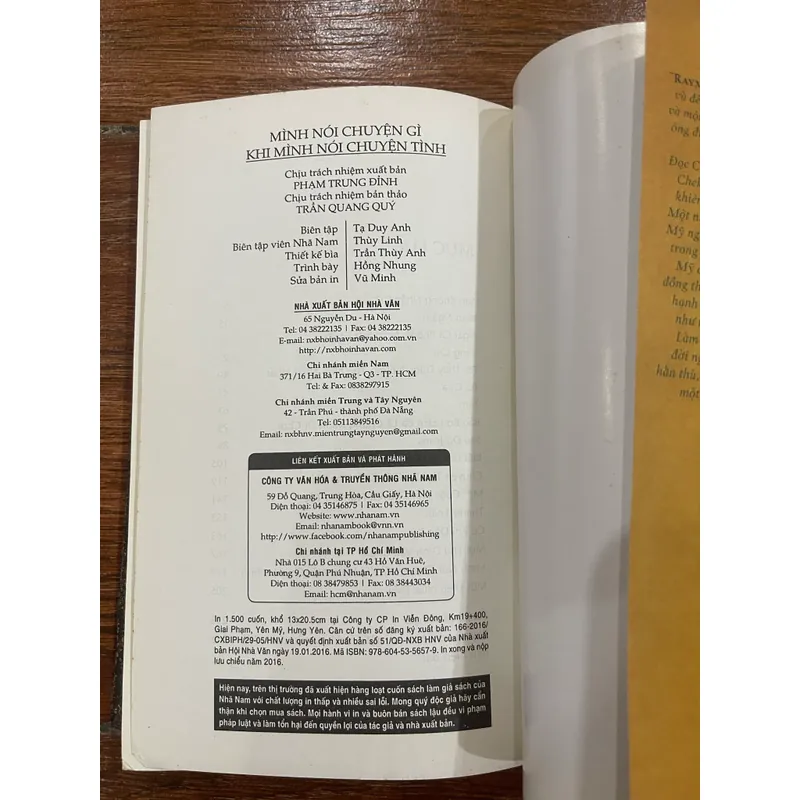 MÌNH NÓI CHUYỆN GÌ
KHI MÌNH NÓI CHUYỆN TÌNH
Chịu trách nhiệm xuất bản
PHẠM TRUNG ĐỈNH
Chịu trách nhiệm bản thảo
TRẦN QUANG QUÝ
Biên tập Tạ Duy Anh
Biên tập viên Nhã Nam Thùy Linh
Thiết kế bìa Trần Thùy Anh
Trình bày Hồng Nhung
Sửa bản in Vũ Minh
NHÀ XUẤT BẢN HỘI NHÀ VĂN
65 Nguyễn Du - Hà Nội
Tel: 04 38222135 | Fax: 04 38222135
E-mail: nxbhoinhavan@yahoo.com.vn
http://nxbhoinhavan.com
Chi nhánh miền Nam
371/16 Hai Bà Trưng - Q3 - TP. HCM
Tel: & Fax: 0838297915
Chi nhánh miền Trung và Tây Nguyên
42 - Trần Phú - thành phố Đà Nẵng
Tel: 05113849516
Email: nxbhnv.mientrungtaynguyen@gmail.com
LIÊN KẾT XUẤT BẢN VÀ PHÁT HÀNH
CÔNG TY VĂN HÓA & TRUYỀN THÔNG NHÃ NAM
59 Đỗ Quang, Trung Hòa, Cầu Giấy, Hà Nội
Điện thoại: 04 35146875 | Fax: 04 35146965
Website: www.nhanam.vn
Email: nhanambook@vnn.vn
http://www.facebook.com/nhanampublishing
Chi nhánh tại TP Hồ Chí Minh
Nhà 015 Lô B chung cư 43 Hồ Văn Huê,
Phường 9, Quận Phú Nhuận, TP Hồ Chí Minh
Điện thoại: 08 38479853 | Fax: 08 38443034
Email: hcm@nhanam.vn
In 1.500 cuốn, khổ 13x20.5cm tại Công ty CP In Viễn Đông, Km19+400,
Giai Phạm, Yên Mỹ, Hưng Yên. Căn cứ trên số đăng ký xuất bản: 166-2016/
CXBIPH/29-05/HNV và quyết định xuất bản số 51/QĐ-NXB HNV của Nhà xuất
bản Hội Nhà Văn ngày 19.01.2016. Mã ISBN: 978-604-53-5657-9. In xong và nộp
lưu chiểu năm 2016.
Hiện nay, trên thị trường đã xuất hiện hàng loạt cuốn sách làm giả sách của
Nhã Nam với chất lượng in thấp và nhiều sai lỗi. Mong quý độc giả hãy cẩn
thận khi chọn mua sách. Mọi hành vi in và buôn bán sách lậu đều vi phạm
pháp luật và làm tổn hại đến quyền lợi của tác giả và nhà xuất bản.
và một
ông
Đọc
khiến
Một
Mỹ
trong
Mỹ
đồng
hạnh
như
Làm
đời
hằn thù,
một